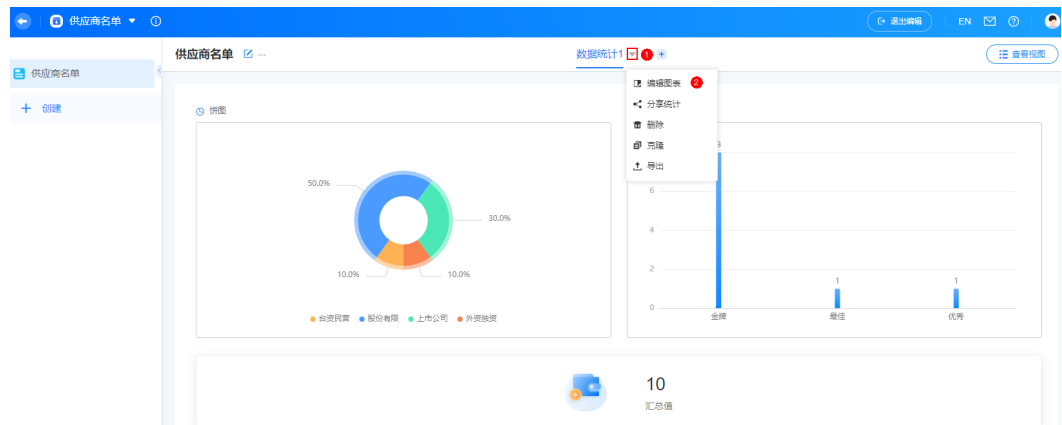 供应商名单
退出编辑
EN
供应商名单
创建
供应商名单
数据统计1
1
查看视图
编辑图表
2
分享统计
删除
克隆
导出
饼图
50.0%
30.0%
10.0%
10.0%
台资民营 股份有限 上市公司 外资独资
8
6
4
2
0
1
1
金牌
最佳
优秀
10
汇总值